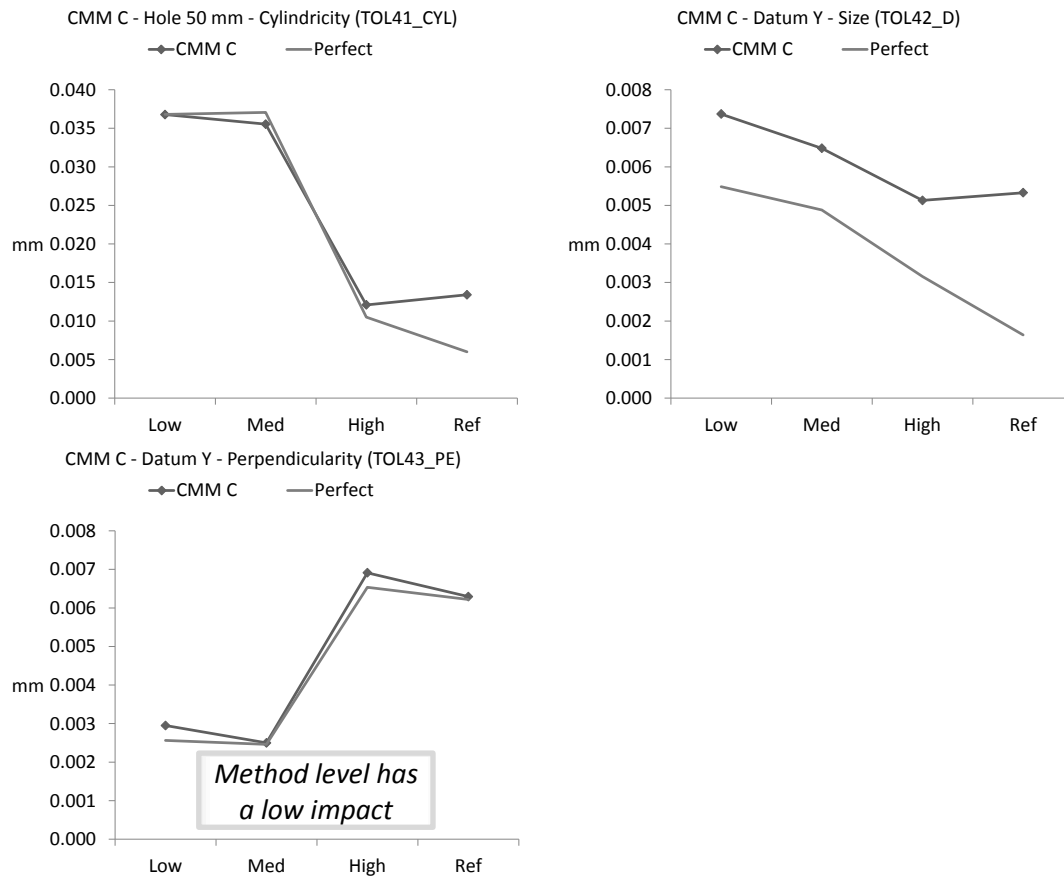 CMM C - Hole 50 mm - Cylindricity (TOL41_CYL)
CMM C Perfect
0.040
0.035
0.030
0.025
0.020
0.015
0.010
0.005
0.000
mm
Low Med High Ref
CMM C - Datum Y - Size (TOL42_D)
CMM C Perfect
0.008
0.007
0.006
0.005
0.004
0.003
0.002
0.001
0.000
mm
Low Med High Ref
CMM C - Datum Y - Perpendicularity (TOL43_PE)
CMM C Perfect
0.008
0.007
0.006
0.005
0.004
0.003
0.002
0.001
0.000
mm
Method level has
a low impact
Low Med High Ref